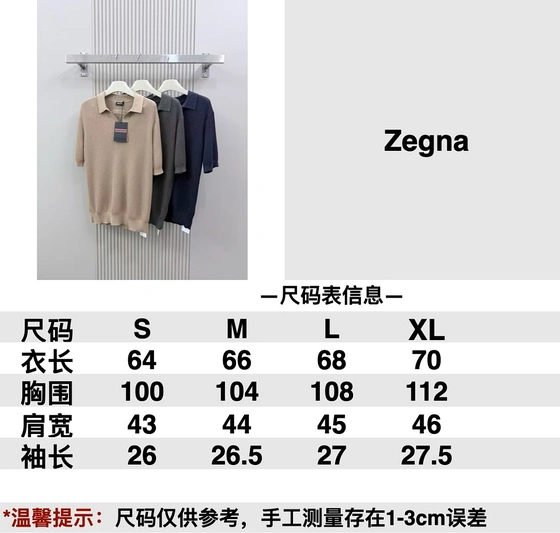 Zegna
—尺码表信息—
尺码 S M L XL
衣长 64 66 68 70
胸围 100 104 108 112
肩宽 43 44 45 46
袖长 26 26.5 27 27.5
*温馨提示：尺码仅供参考，手工测量存在1-3cm误差